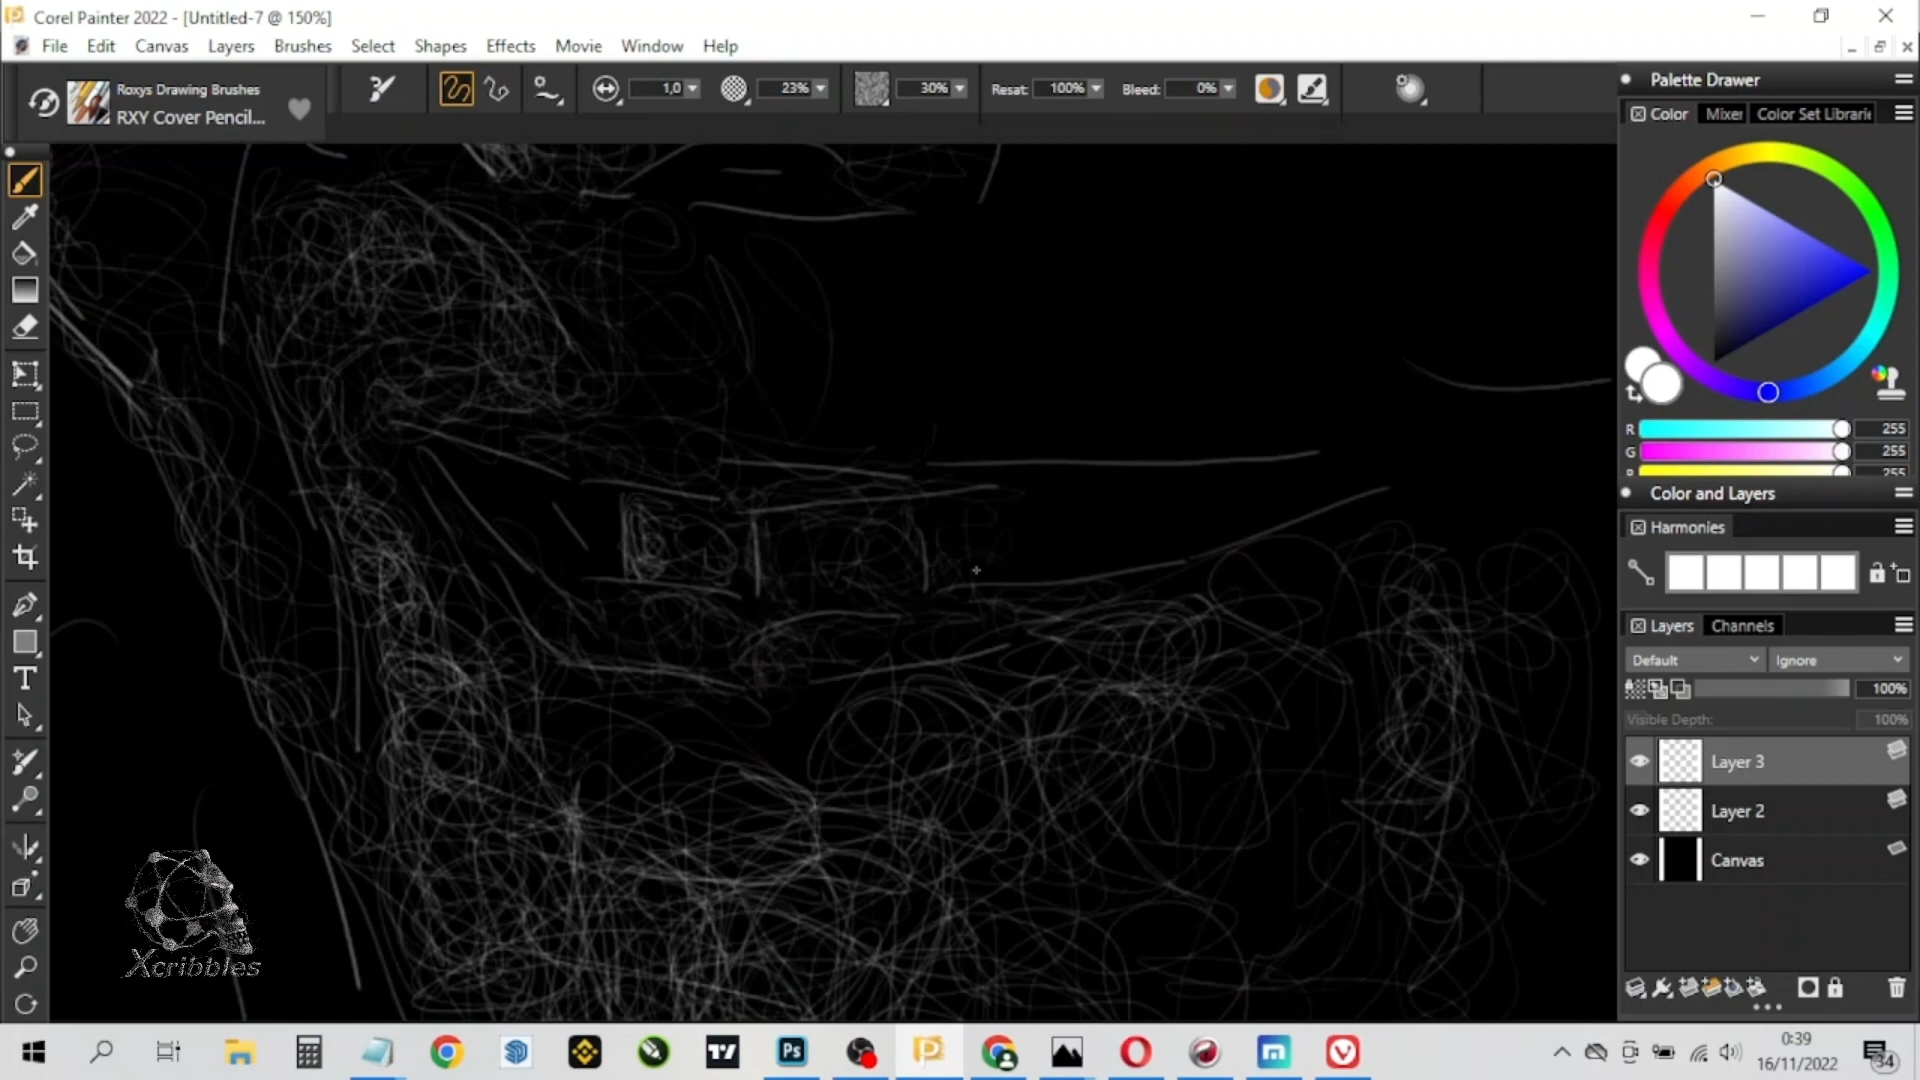 Corel Painter 2022 - [Untitled-7 @ 150%]
File Edit Canvas Layers Brushes Select Shapes Effects Movie Window Help
Roxys Drawing Brushes
RXY Cover Pencil...
1,0 23% 30% Resat: 100% Bleed: 0%
Palette Drawer
Color Mixer Color Set Librarie
R 255
G 255
255
Color and Layers
Harmonies
Layers Channels
Default Ignore
100%
Visible Depth: 100%
Layer 3
Layer 2
Canvas
Xcribbles
T
Ps
0:39
16/11/2022
34